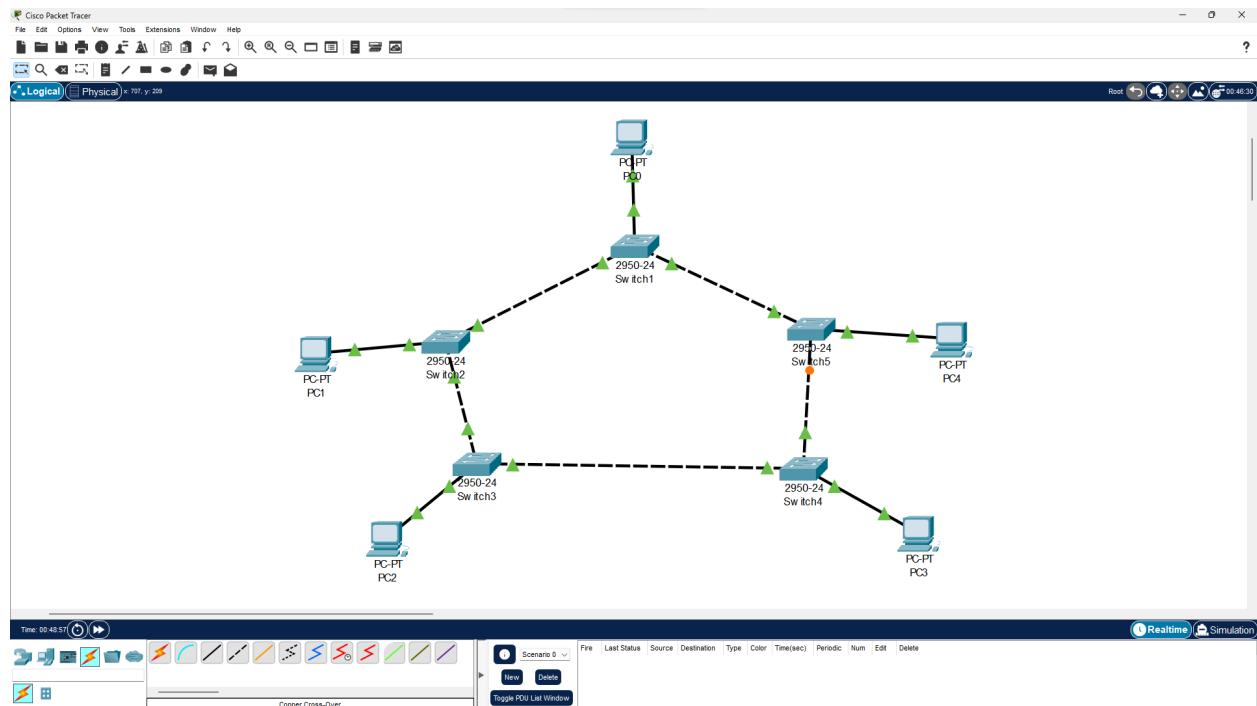 Cisco Packet Tracer
File Edit Options View Tools Extensions Window Help
?
Logical Physical x: 707, y: 209 Root 00:46:30
PC-PT
PC0
2950-24
Switch1
2950-24
Switch2
2950-24
Switch5
PC-PT
PC1
PC-PT
PC4
2950-24
Switch3
2950-24
Switch4
PC-PT
PC2
PC-PT
PC3
Time: 00:48:57 Realtime Simulation
Scenario 0
Fire Last Status Source Destination Type Color Time(sec) Periodic Num Edit Delete
New Delete
Toggle PDU List Window
Copper Cross-Over